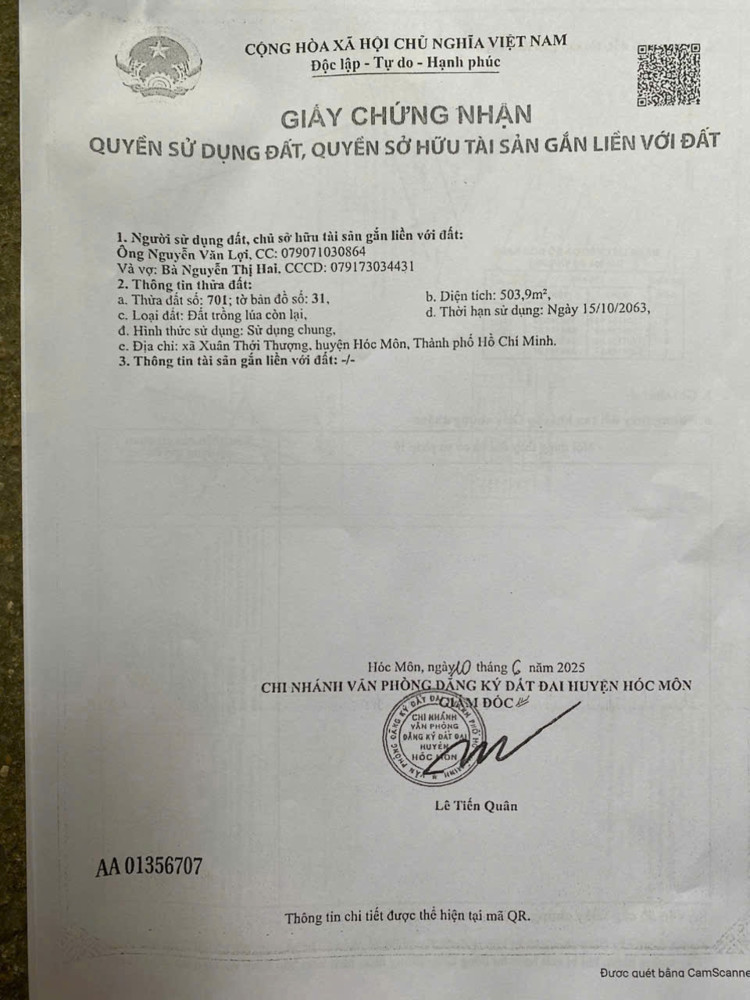 CỘNG HÒA XÃ HỘI CHỦ NGHĨA VIỆT NAM
Độc lập - Tự do - Hạnh phúc
GIẤY CHỨNG NHẬN
QUYỀN SỬ DỤNG ĐẤT, QUYỀN SỞ HỮU TÀI SẢN GẮN LIỀN VỚI ĐẤT
1. Người sử dụng đất, chủ sở hữu tài sản gắn liền với đất:
Ông Nguyễn Văn Lợi, CC: 079071030864
Và vợ: Bà Nguyễn Thị Hai, CCCD: 079173034431
2. Thông tin thửa đất:
a. Thửa đất số: 701; tờ bản đồ số: 31, b. Diện tích: 503,9m²,
c. Loại đất: Đất trồng lúa còn lại, d. Thời hạn sử dụng: Ngày 15/10/2063,
đ. Hình thức sử dụng: Sử dụng chung,
e. Địa chỉ: xã Xuân Thới Thượng, huyện Hóc Môn, Thành phố Hồ Chí Minh.
3. Thông tin tài sản gắn liền với đất: -/-
Hóc Môn, ngày 10 tháng 6 năm 2025
CHI NHÁNH VĂN PHÒNG ĐĂNG KÝ ĐẤT ĐAI HUYỆN HÓC MÔN
GIÁM ĐỐC
CHI NHÁNH
VĂN PHÒNG
ĐĂNG KÝ ĐẤT ĐAI
HUYỆN
HÓC MÔN
Lê Tiến Quân
AA 01356707
Thông tin chi tiết được thể hiện tại mã QR.
Được quét bằng CamScanne